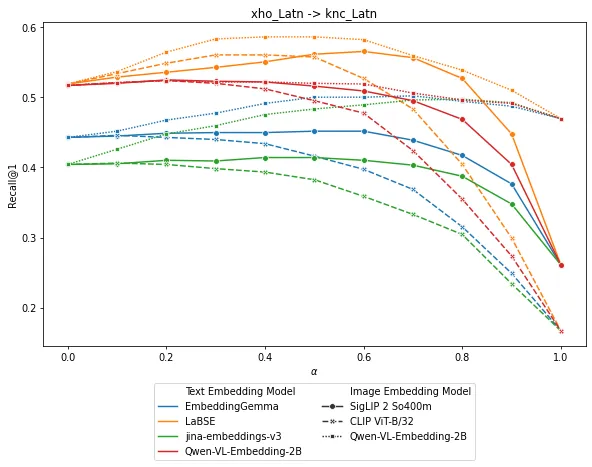 xho_Latn -> knc_Latn
Recall@1
0.6
0.5
0.4
0.3
0.2
0.0 0.2 0.4 0.6 0.8 1.0
α
Text Embedding Model Image Embedding Model
EmbeddingGemma SigLIP 2 So400m
LaBSE CLIP ViT-B/32
jina-embeddings-v3 Qwen-VL-Embedding-2B
Qwen-VL-Embedding-2B